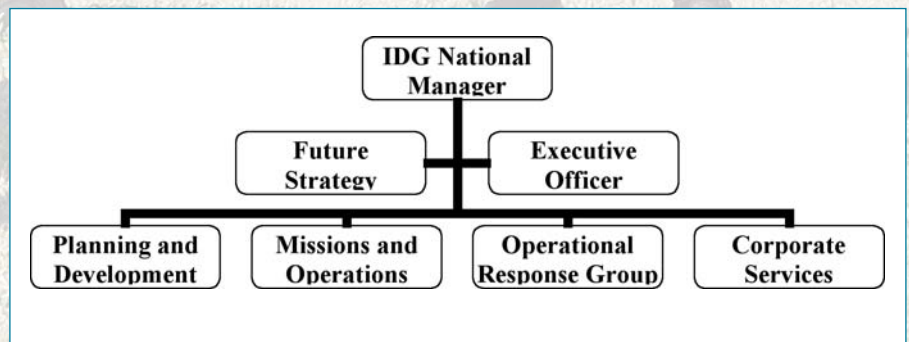 IDG National
Manager
Future
Strategy
Executive
Officer
Planning and
Development
Missions and
Operations
Operational
Response Group
Corporate
Services